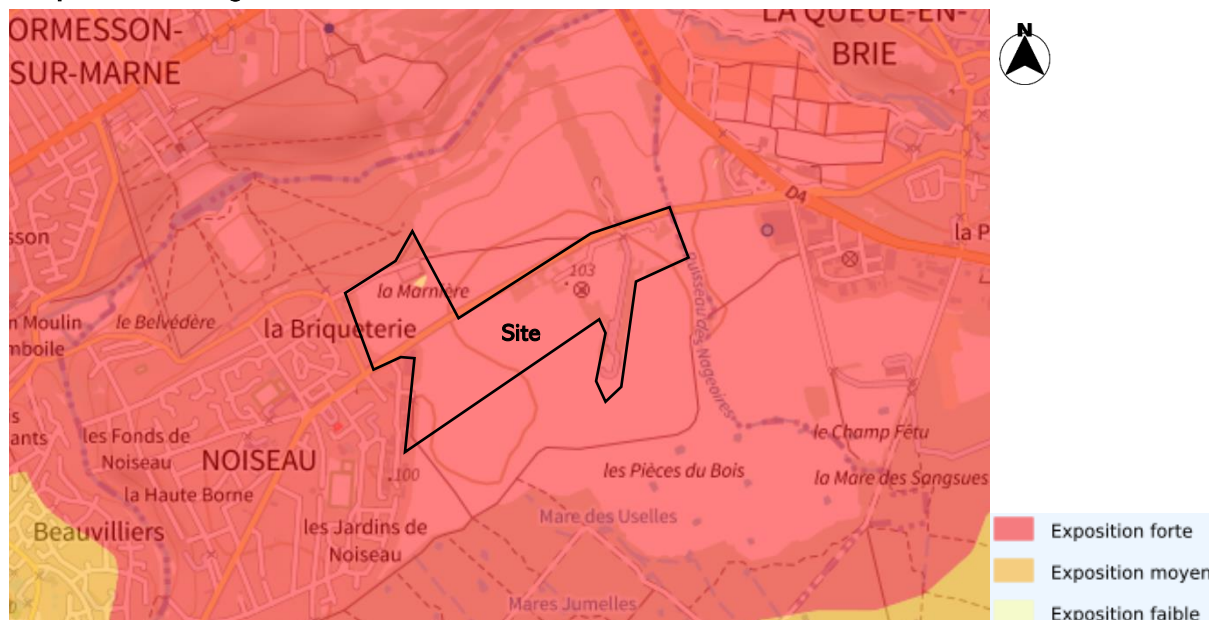 ORMESSON-
SUR-MARNE
LA QUEUE-EN-
BRIE
N
D4
la P
sson
103
la Marnière
le Belvédère
la Briqueterie
Site
n Moulin
mboile
Ruisseau des Nageoires
s
ants
les Fonds de
Noiseau
NOISEAU
la Haute Borne
100
le Champ Fêtu
les Pièces du Bois
la Mare des Sangsues
Beauvilliers
les Jardins de
Noiseau
Mare des Uselles
Mares Jumelles
Exposition forte
Exposition moyen
Exposition faible